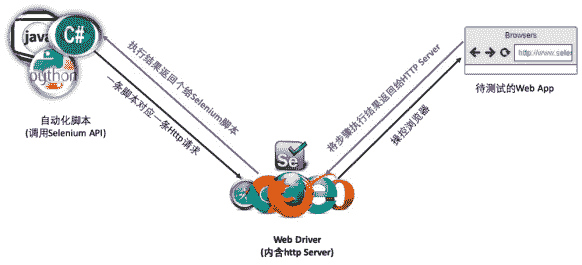 java
C#
python
自动化脚本
(调用Selenium API)
执行结果返回个给Selenium脚本
一条脚本对应一条Http请求
Se
Web Driver
(内含http Server)
将步骤执行结果返回给HTTP Server
操控浏览器
Browsers
http://www.seler
待测试的Web App